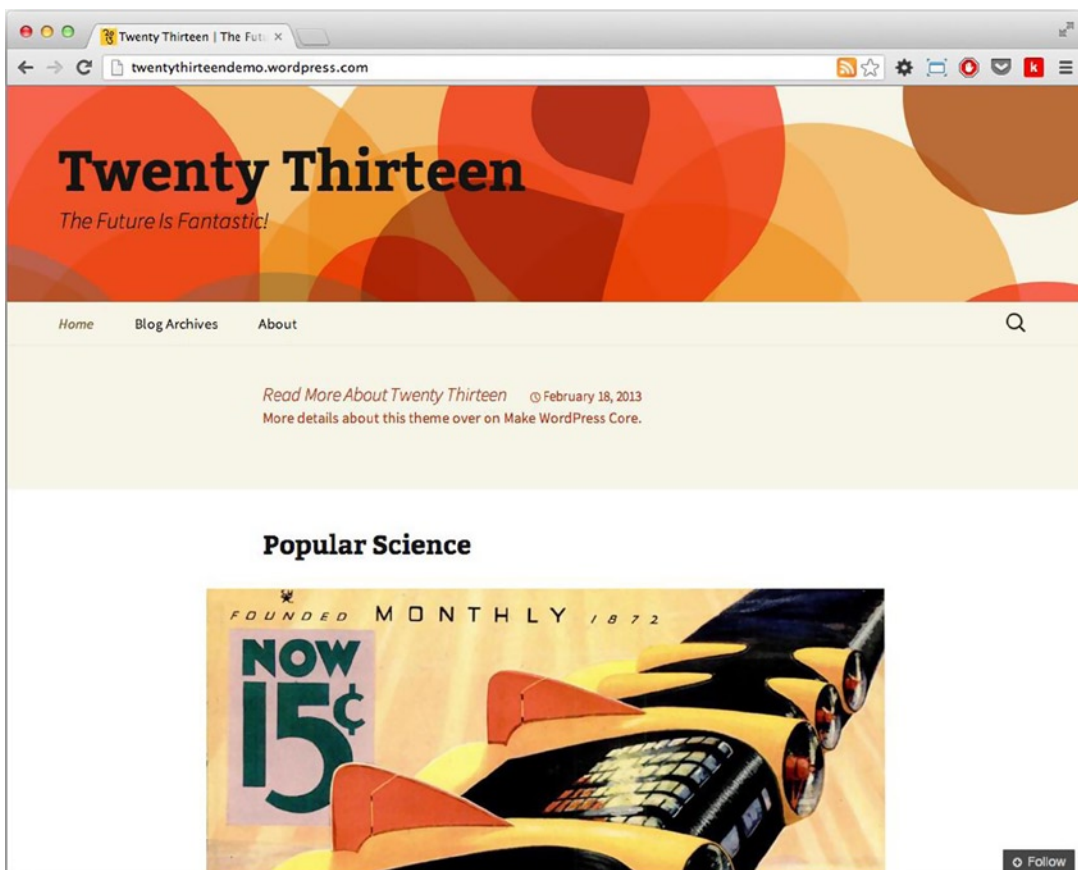 Twenty Thirteen | The Fut
twentythirteendemo.wordpress.com
k
Twenty Thirteen
The Future Is Fantastic!
Home Blog Archives About
Read More About Twenty Thirteen February 18, 2013
More details about this theme over on Make WordPress Core.
Popular Science
FOUNDED MONTHLY 1872
NOW
15¢
Follow